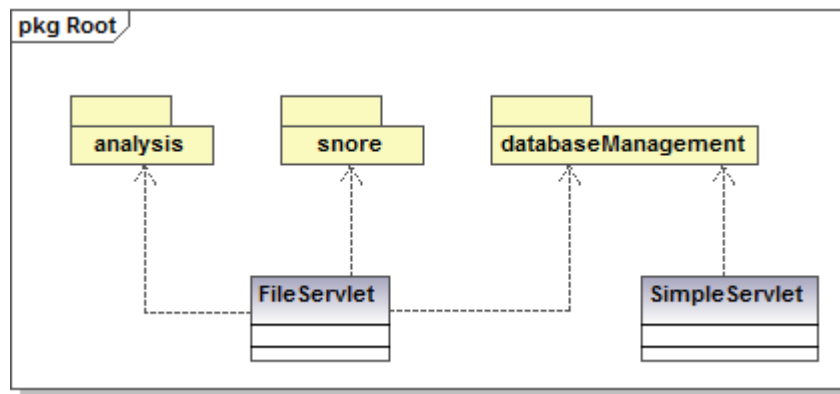 pkg Root
analysis
snore
databaseManagement
FileServlet
SimpleServlet